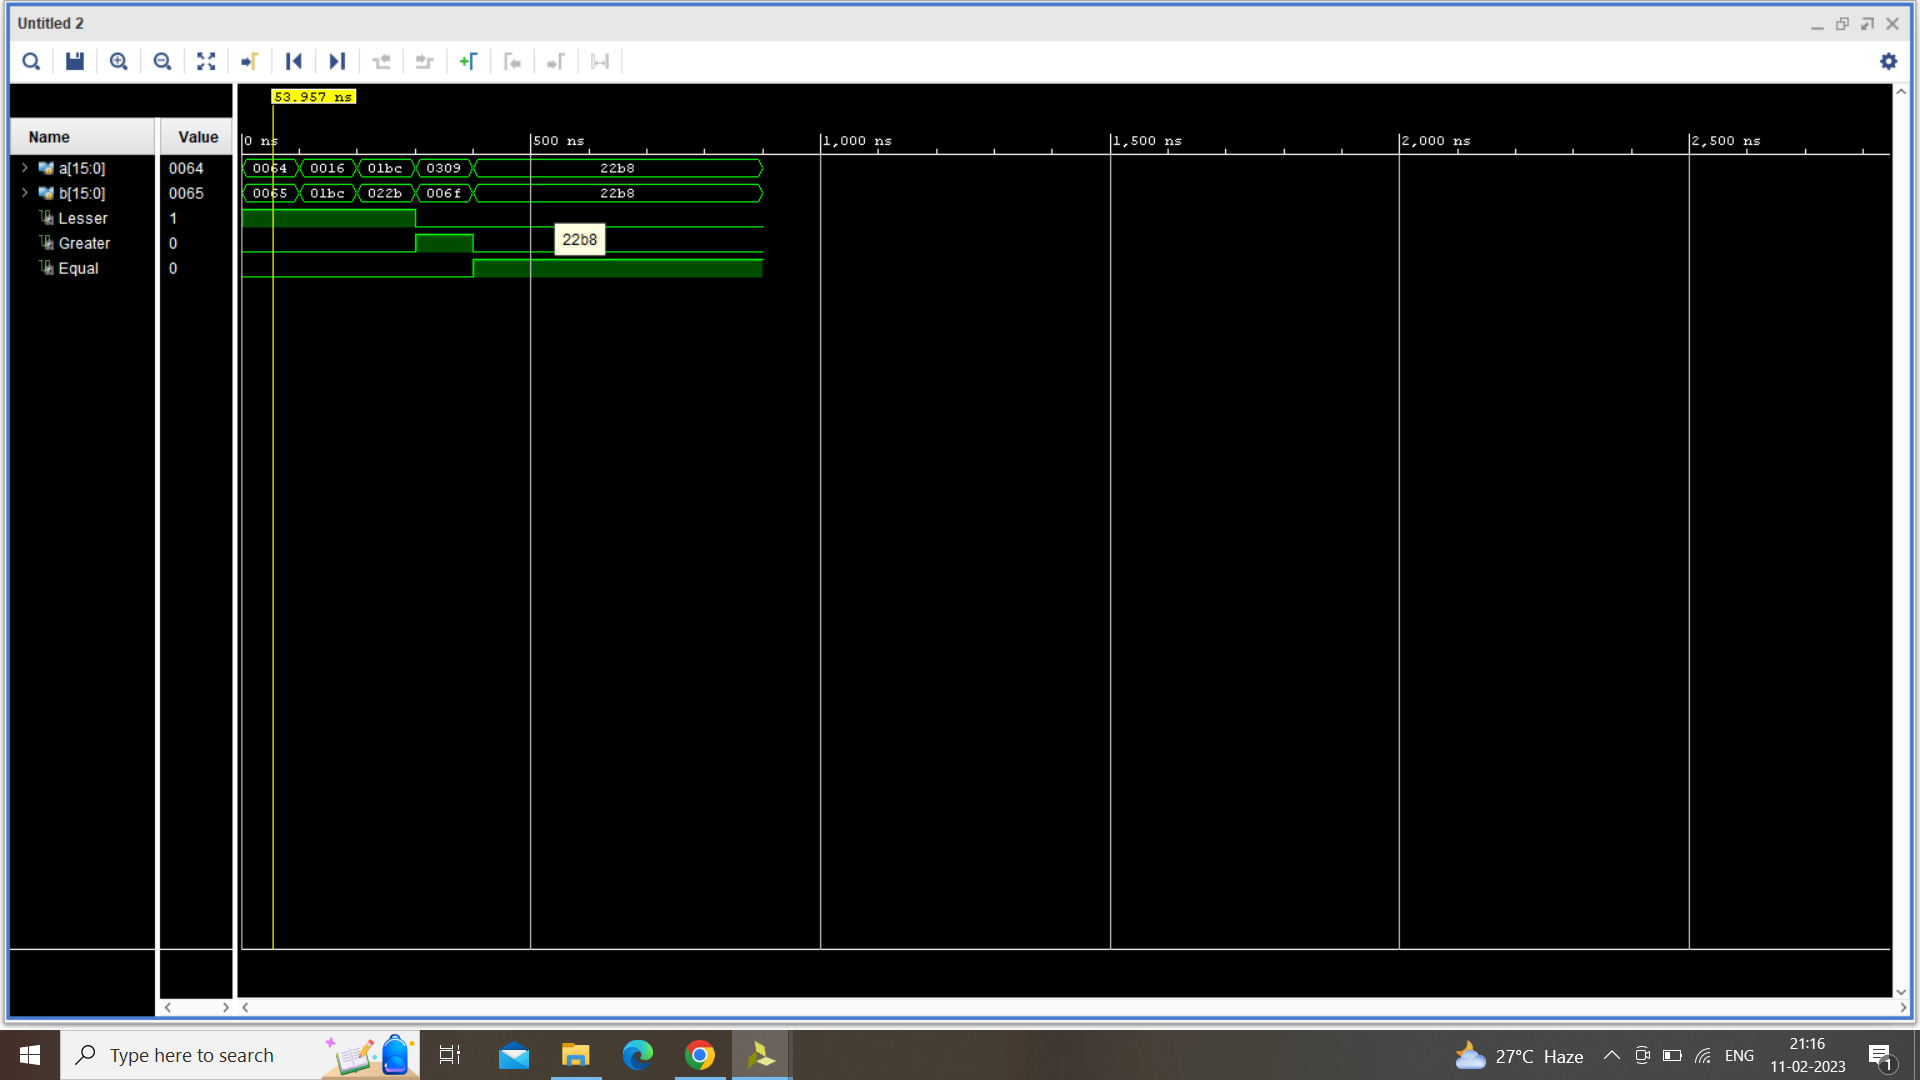 Untitled 2
53.957 ns
Name Value 0 ns 500 ns 1,000 ns 1,500 ns 2,000 ns 2,500 ns
a[15:0] 0064 0064 0016 01bc 0309 22b8
b[15:0] 0065 0065 01bc 022b 006f 22b8
Lesser 1
Greater 0 22b8
Equal 0
Type here to search 27°C Haze ENG 21:16
11-02-2023 1